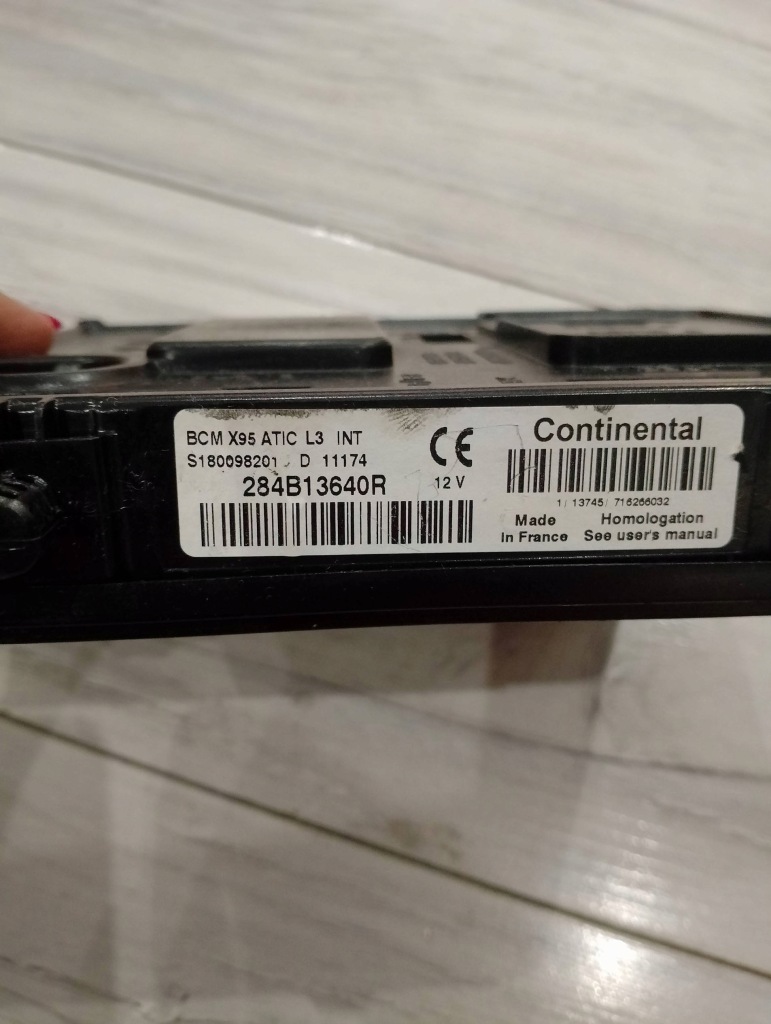 BCM X95 ATIC L3 INT
S180098201 D 11174
284B13640R
12 V
CE
Continental
1/ 13745/ 716266032
Made
in France
Homologation
See user's manual